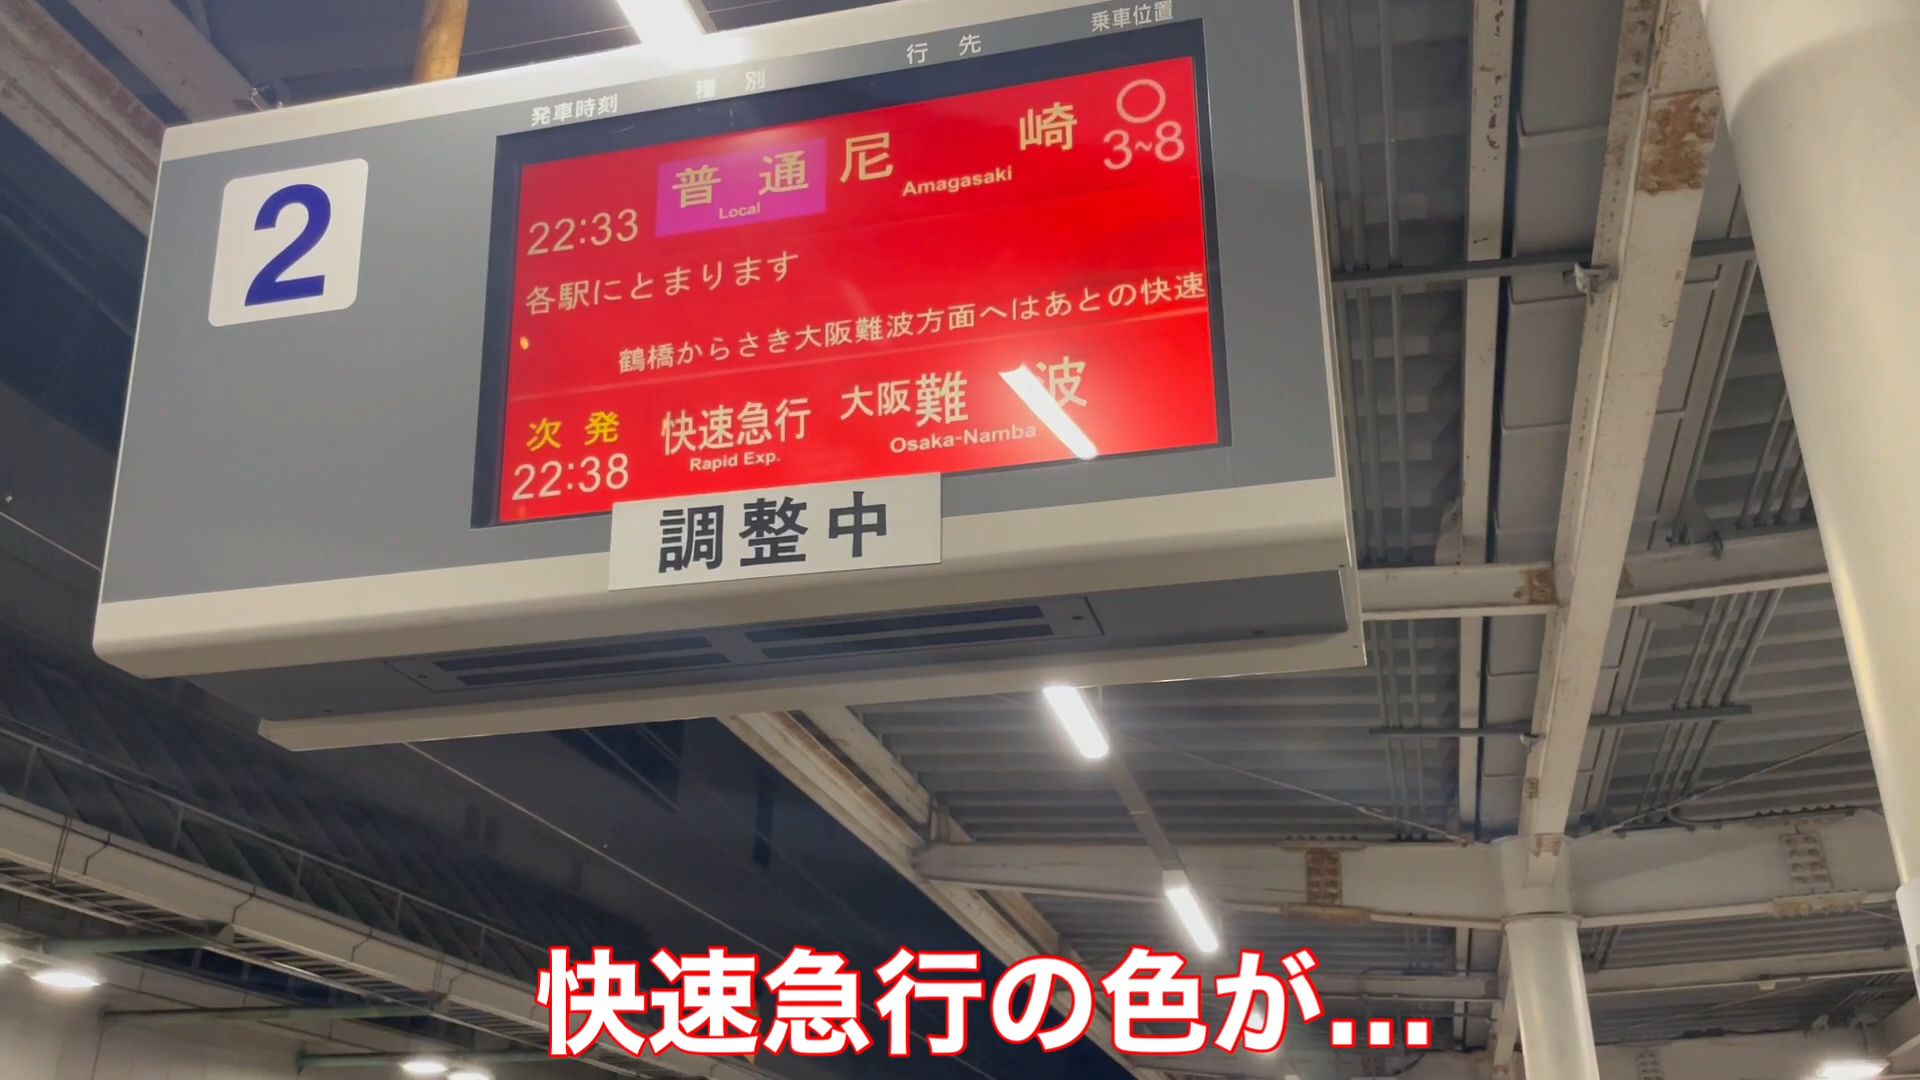 発車時刻 種別 行先 乗車位置
2
22:33 普通 尼崎 ○
Local Amagasaki 3~8
各駅にとまります
鶴橋からさき大阪難波方面へはあとの快速
次発 快速急行 大阪難波
22:38 Rapid Exp. Osaka-Namba
調整中
快速急行の色が...